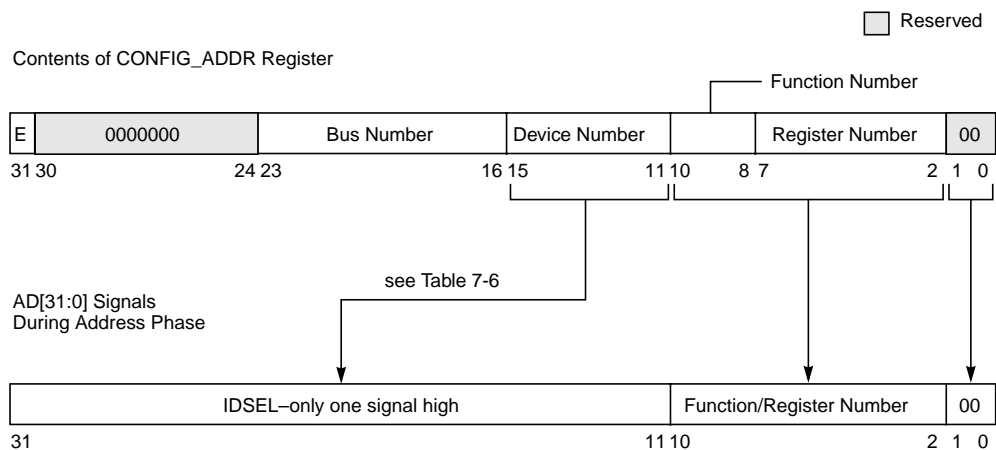 Reserved
Contents of CONFIG_ADDR Register
Function Number
E 0000000 Bus Number Device Number Register Number 00
31 30 24 23 16 15 11 10 8 7 2 1 0
see Table 7-6
AD[31:0] Signals
During Address Phase
IDSEL–only one signal high Function/Register Number 00
31 11 10 2 1 0